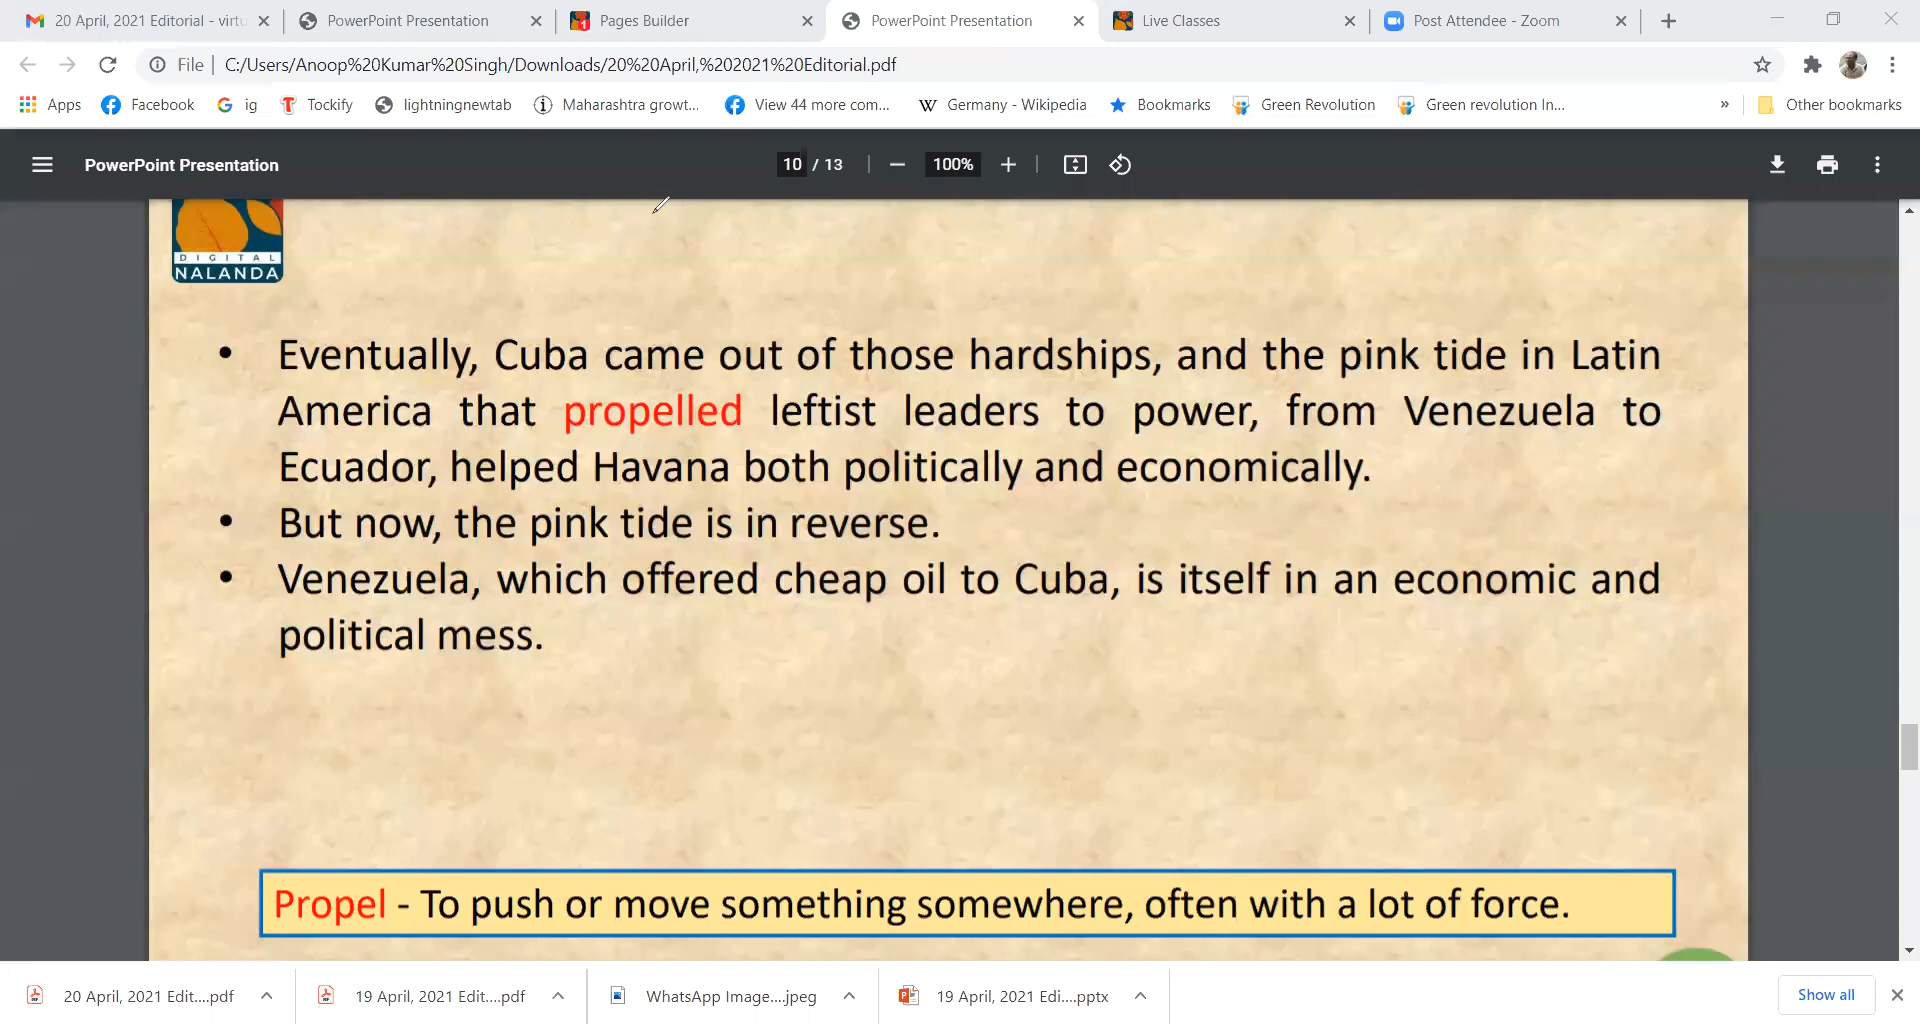 20 April, 2021 Editorial - virtu
PowerPoint Presentation
Pages Builder
PowerPoint Presentation
Live Classes
Post Attendee - Zoom
File
C:/Users/Anoop%20Kumar%20Singh/Downloads/20%20April,%202021%20Editorial.pdf
Apps
Facebook
ig
Tockify
lightningnewtab
Maharashtra growt...
View 44 more com...
Germany - Wikipedia
Bookmarks
Green Revolution
Green revolution In...
»
Other bookmarks
PowerPoint Presentation
10 / 13
100%
DIGITAL
NALANDA
• Eventually, Cuba came out of those hardships, and the pink tide in Latin
America that propelled leftist leaders to power, from Venezuela to
Ecuador, helped Havana both politically and economically.
• But now, the pink tide is in reverse.
• Venezuela, which offered cheap oil to Cuba, is itself in an economic and
political mess.
Propel - To push or move something somewhere, often with a lot of force.
20 April, 2021 Edit....pdf
19 April, 2021 Edit....pdf
WhatsApp Image....jpeg
19 April, 2021 Edi....pptx
Show all